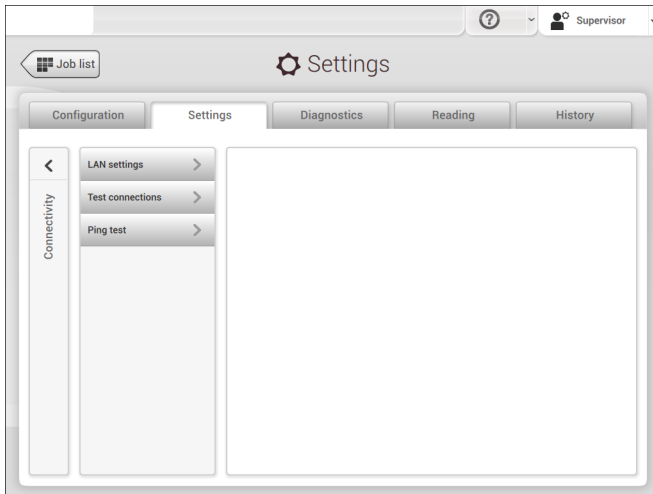 ?
Supervisor
Job list
Settings
Configuration
Settings
Diagnostics
Reading
History
Connectivity
LAN settings
Test connections
Ping test